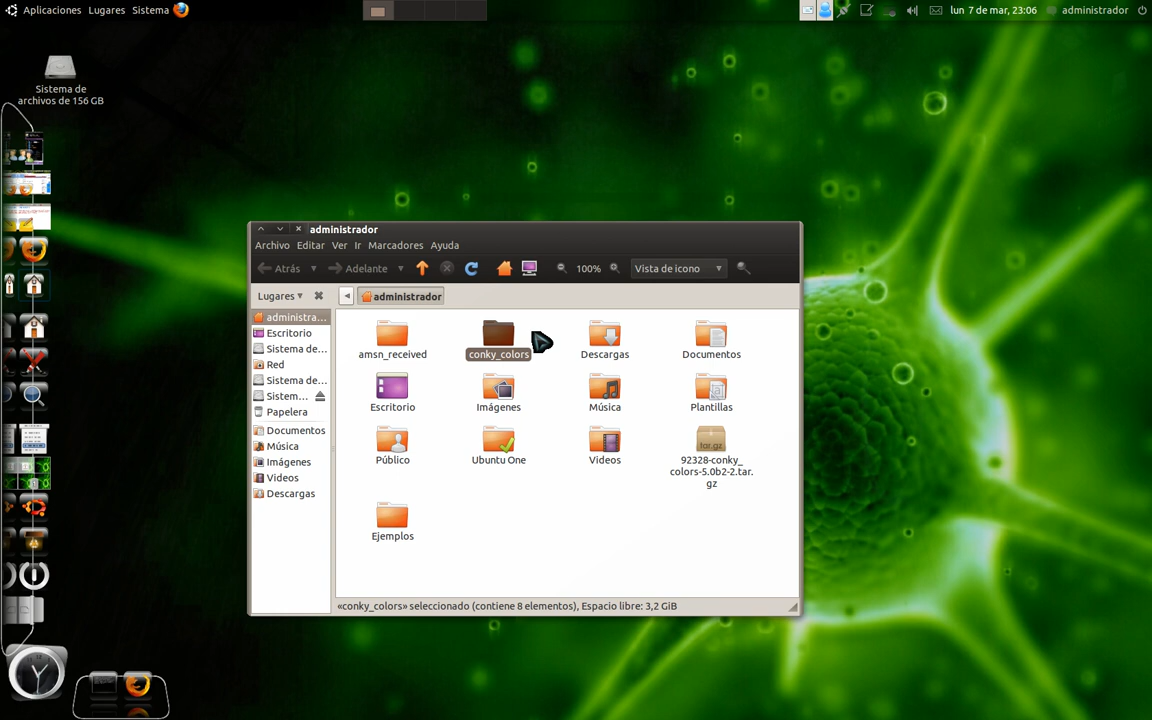 Aplicaciones Lugares Sistema
lun 7 de mar, 23:06 administrador
Sistema de
archivos de 156 GB
administrador
Archivo Editar Ver Ir Marcadores Ayuda
Atrás Adelante 100% Vista de icono
Lugares administrador
administra...
Escritorio
Sistema de...
Red
Sistema de...
Sistem...
Papelera
Documentos
Música
Imágenes
Videos
Descargas
amsn_received conky_colors Descargas Documentos
Escritorio Imágenes Música Plantillas
tar.gz
Público Ubuntu One Videos 92328-conky_
colors-5.0b2-2.tar.
gz
Ejemplos
«conky_colors» seleccionado (contiene 8 elementos), Espacio libre: 3,2 GiB